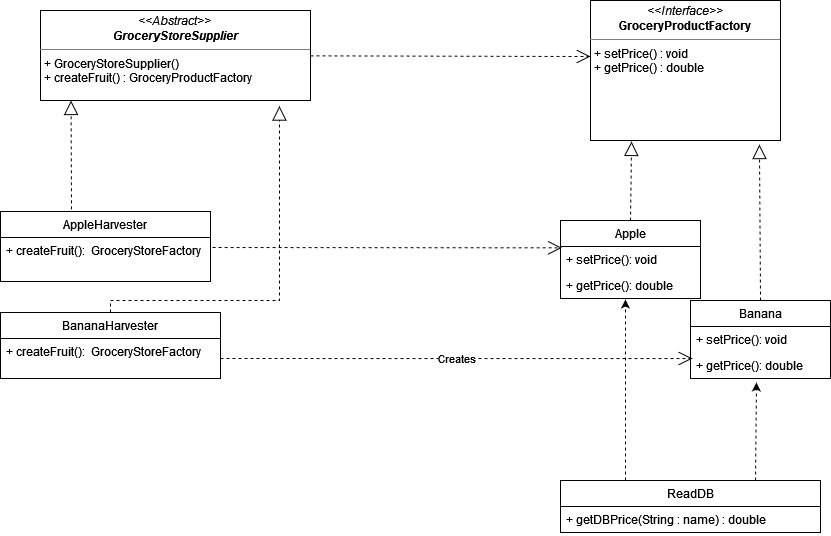 <<Abstract>>
GroceryStoreSupplier
+ GroceryStoreSupplier()
+ createFruit() : GroceryProductFactory
<<Interface>>
GroceryProductFactory
+ setPrice() : void
+ getPrice() : double
AppleHarvester
+ createFruit(): GroceryStoreFactory
Apple
+ setPrice(): void
+ getPrice(): double
BananaHarvester
+ createFruit(): GroceryStoreFactory
Creates
Banana
+ setPrice(): void
+ getPrice(): double
ReadDB
+ getDBPrice(String : name) : double